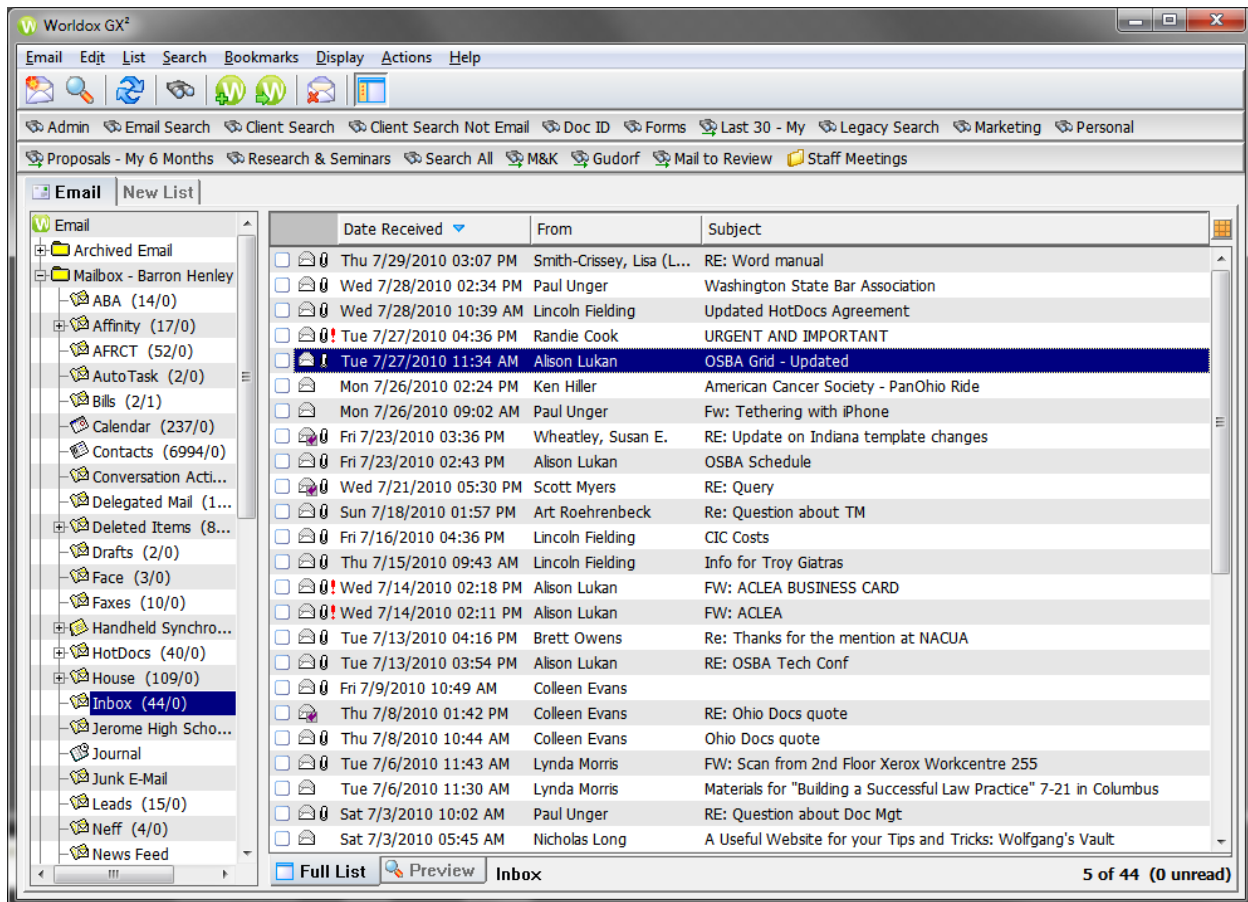 Worldox GX²
Email Edit List Search Bookmarks Display Actions Help
Admin Email Search Client Search Client Search Not Email Doc ID Forms Last 30 - My Legacy Search Marketing Personal
Proposals - My 6 Months Research & Seminars Search All M&K Gudorf Mail to Review Staff Meetings
Email New List
Email
Archived Email
Mailbox - Barron Henley
ABA (14/0)
Affinity (17/0)
AFRCT (52/0)
AutoTask (2/0)
Bills (2/1)
Calendar (237/0)
Contacts (6994/0)
Conversation Acti...
Delegated Mail (1...
Deleted Items (8...
Drafts (2/0)
Face (3/0)
Faxes (10/0)
Handheld Synchro...
HotDocs (40/0)
House (109/0)
Inbox (44/0)
Jerome High Scho...
Journal
Junk E-Mail
Leads (15/0)
Neff (4/0)
News Feed
Date Received From Subject
Thu 7/29/2010 03:07 PM Smith-Crissey, Lisa (L... RE: Word manual
Wed 7/28/2010 02:34 PM Paul Unger Washington State Bar Association
Wed 7/28/2010 10:39 AM Lincoln Fielding Updated HotDocs Agreement
Tue 7/27/2010 04:36 PM Randie Cook URGENT AND IMPORTANT
Tue 7/27/2010 11:34 AM Alison Lukan OSBA Grid - Updated
Mon 7/26/2010 02:24 PM Ken Hiller American Cancer Society - PanOhio Ride
Mon 7/26/2010 09:02 AM Paul Unger Fw: Tethering with iPhone
Fri 7/23/2010 03:36 PM Wheatley, Susan E. RE: Update on Indiana template changes
Fri 7/23/2010 02:43 PM Alison Lukan OSBA Schedule
Wed 7/21/2010 05:30 PM Scott Myers RE: Query
Sun 7/18/2010 01:57 PM Art Roehrenbeck Re: Question about TM
Fri 7/16/2010 04:36 PM Lincoln Fielding CIC Costs
Thu 7/15/2010 09:43 AM Lincoln Fielding Info for Troy Giatras
Wed 7/14/2010 02:18 PM Alison Lukan FW: ACLEA BUSINESS CARD
Wed 7/14/2010 02:11 PM Alison Lukan FW: ACLEA
Tue 7/13/2010 04:16 PM Brett Owens Re: Thanks for the mention at NACUA
Tue 7/13/2010 03:54 PM Alison Lukan RE: OSBA Tech Conf
Fri 7/9/2010 10:49 AM Colleen Evans
Thu 7/8/2010 01:42 PM Colleen Evans RE: Ohio Docs quote
Thu 7/8/2010 10:44 AM Colleen Evans Ohio Docs quote
Tue 7/6/2010 11:43 AM Lynda Morris FW: Scan from 2nd Floor Xerox Workcentre 255
Tue 7/6/2010 11:30 AM Lynda Morris Materials for "Building a Successful Law Practice" 7-21 in Columbus
Sat 7/3/2010 10:02 AM Paul Unger RE: Question about Doc Mgt
Sat 7/3/2010 05:45 AM Nicholas Long A Useful Website for your Tips and Tricks: Wolfgang's Vault
Full List Preview Inbox 5 of 44 (0 unread)